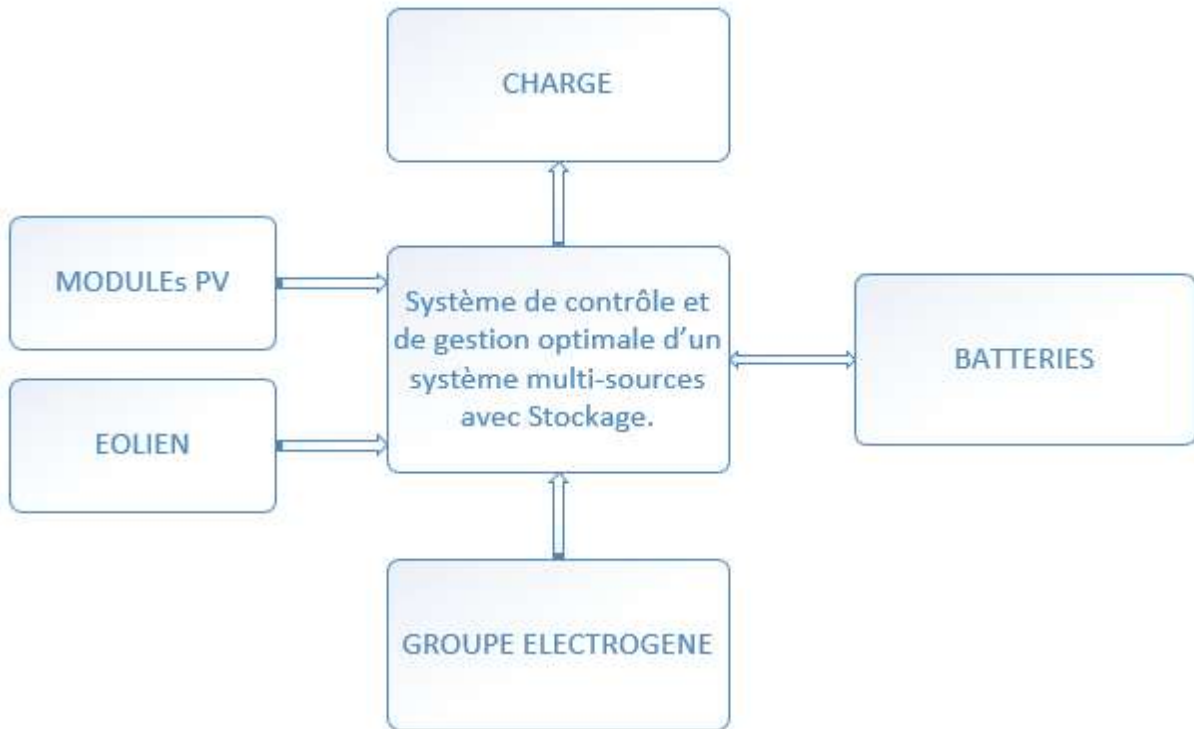 CHARGE
MODULEs PV
EOLIEN
Système de contrôle et
de gestion optimale d’un
système multi-sources
avec Stockage.
BATTERIES
GROUPE ELECTROGENE